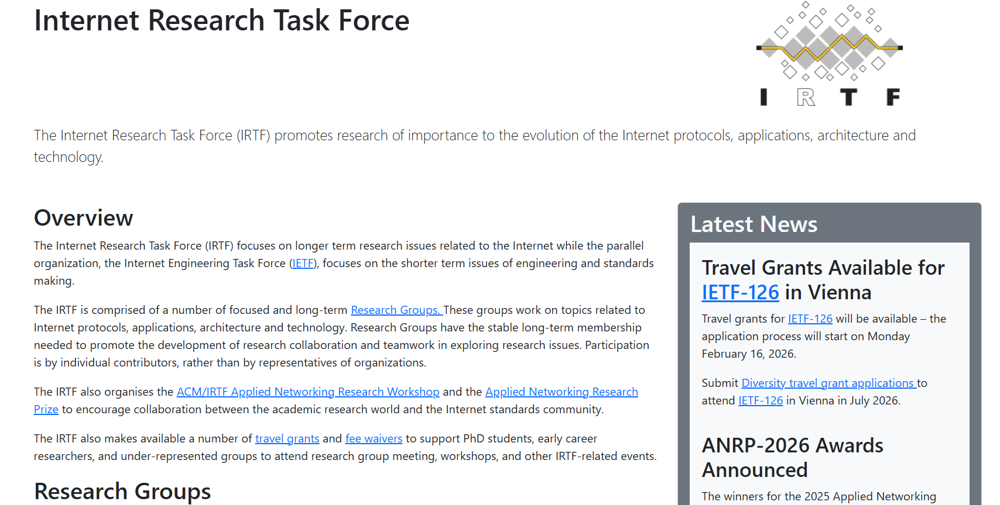 Internet Research Task Force
I R T F
The Internet Research Task Force (IRTF) promotes research of importance to the evolution of the Internet protocols, applications, architecture and
technology.
Overview
The Internet Research Task Force (IRTF) focuses on longer term research issues related to the Internet while the parallel
organization, the Internet Engineering Task Force (IETF), focuses on the shorter term issues of engineering and standards
making.
The IRTF is comprised of a number of focused and long-term Research Groups. These groups work on topics related to
Internet protocols, applications, architecture and technology. Research Groups have the stable long-term membership
needed to promote the development of research collaboration and teamwork in exploring research issues. Participation
is by individual contributors, rather than by representatives of organizations.
The IRTF also organises the ACM/IRTF Applied Networking Research Workshop and the Applied Networking Research
Prize to encourage collaboration between the academic research world and the Internet standards community.
The IRTF also makes available a number of travel grants and fee waivers to support PhD students, early career
researchers, and under-represented groups to attend research group meeting, workshops, and other IRTF-related events.
Research Groups
Latest News
Travel Grants Available for
IETF-126 in Vienna
Travel grants for IETF-126 will be available – the
application process will start on Monday
February 16, 2026.
Submit Diversity travel grant applications to
attend IETF-126 in Vienna in July 2026.
ANRP-2026 Awards
Announced
The winners for the 2025 Applied Networking